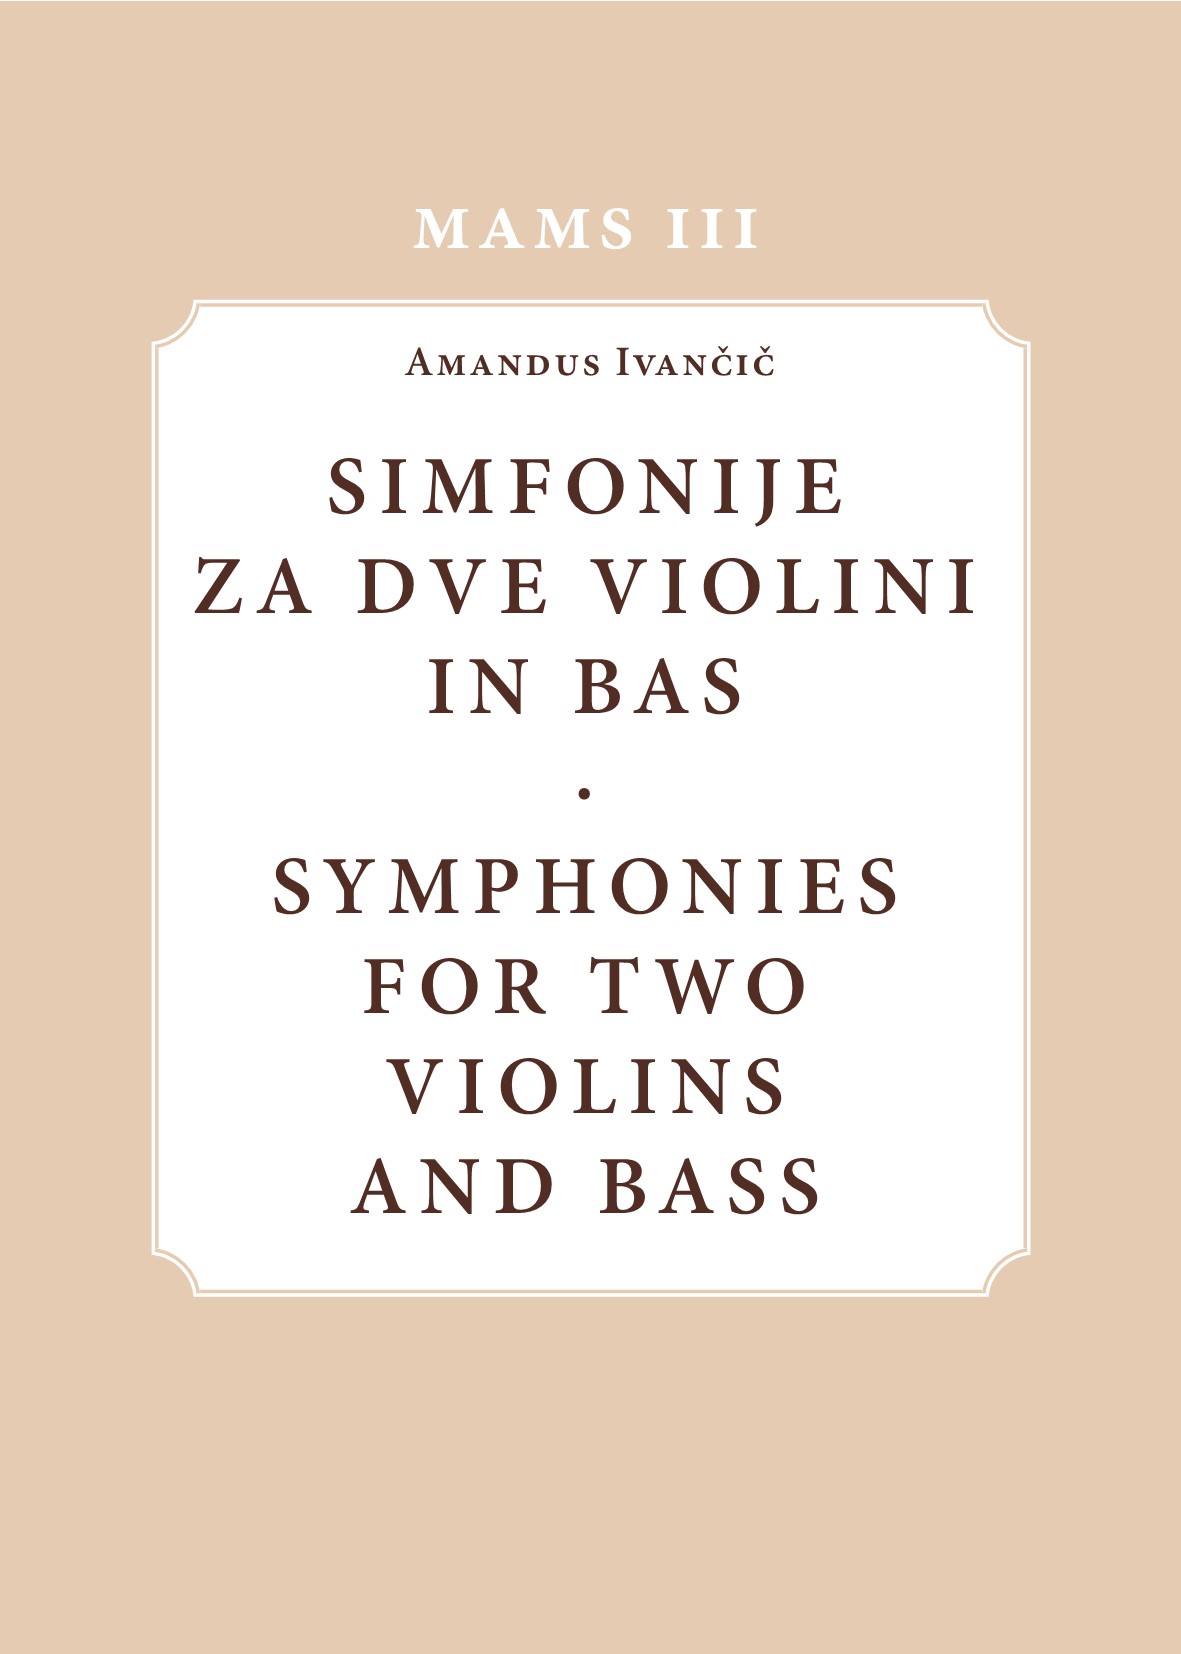 MAMS III
Amandus Ivančič
SIMFONIJE
ZA DVE VIOLINI
IN BAS
·
SYMPHONIES
FOR TWO
VIOLINS
AND BASS